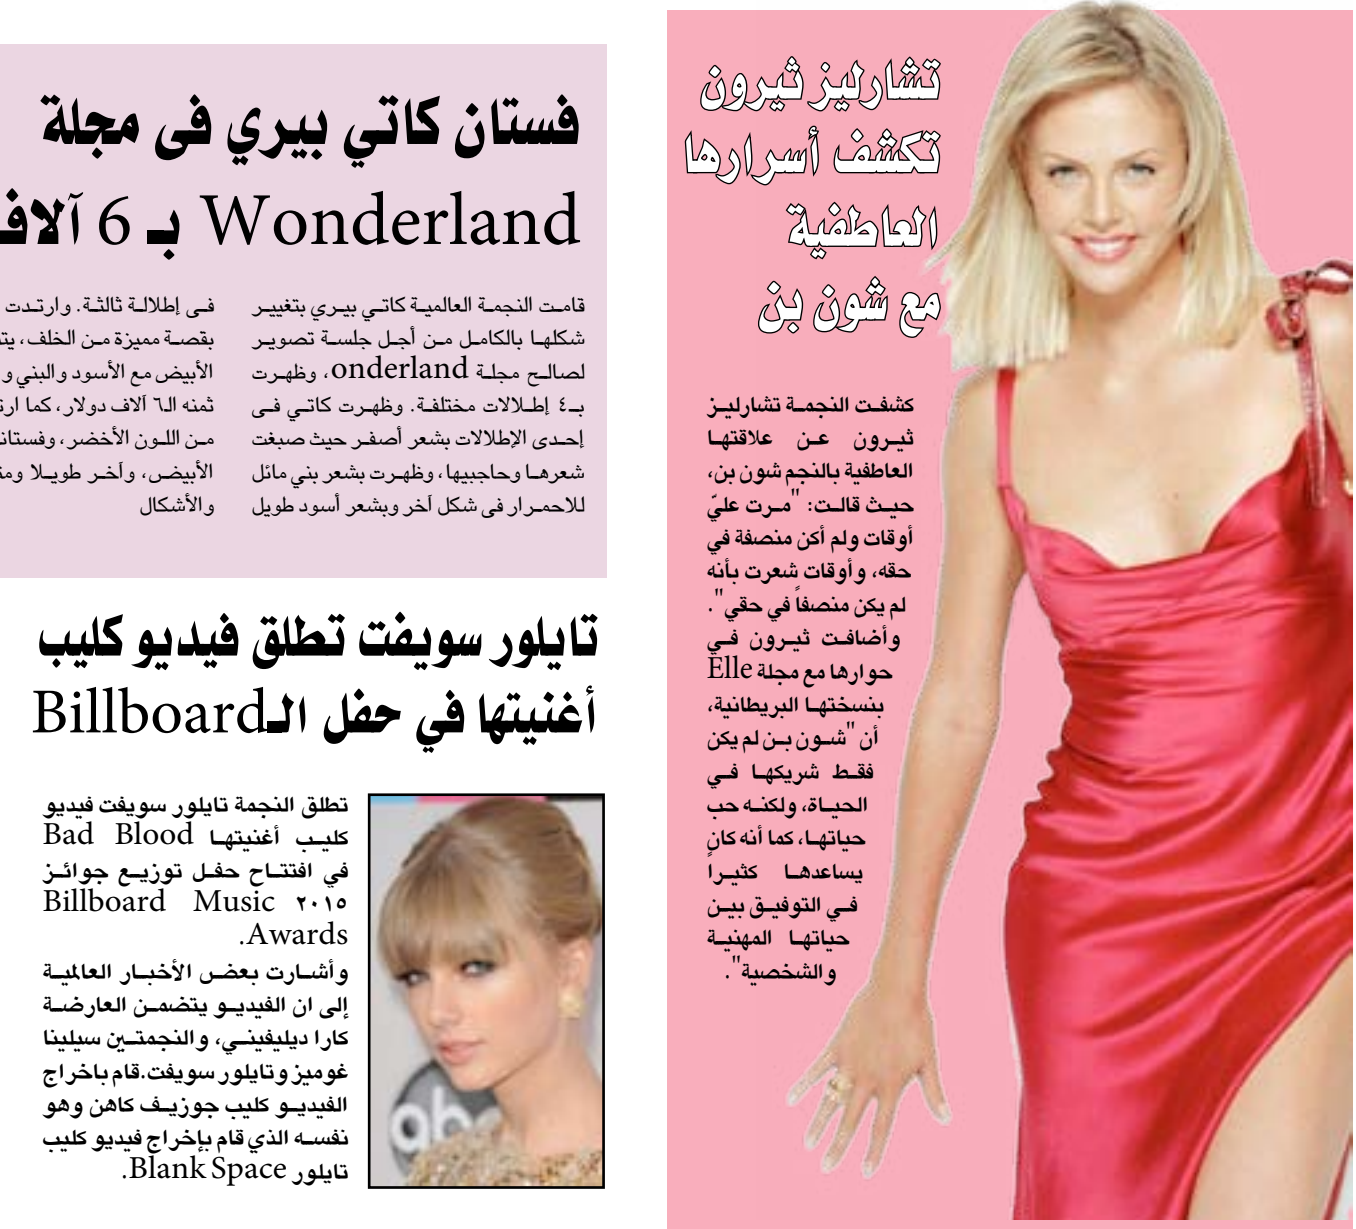 تشارليز ثيرون
تكشف أسرارها
العاطفية
مع شون بن
كشفت النجمة تشارليز
ثيرون عن علاقتها
العاطفية بالنجم شون بن،
حيث قالت: "مرت عليّ
أوقات ولم أكن منصفة في
حقه، وأوقات شعرت بأنه
لم يكن منصفاً في حقي".
وأضافت ثيرون في
حوارها مع مجلة Elle
بنسختها البريطانية،
أن "شون بن لم يكن
فقط شريكها في
الحياة، ولكنه حب
حياتها، كما أنه كان
يساعدها كثيراً
في التوفيق بين
حياتها المهنية
والشخصية".
فستان كاتي بيري فى مجلة
Wonderland بـ 6 آلاف
قامت النجمة العالمية كاتي بيري بتغيير
شكلها بالكامل من أجل جلسة تصوير
لصالح مجلة onderland، وظهرت
بـ٤ إطلالات مختلفة. وظهرت كاتي فى
إحدى الإطلالات بشعر أصفر حيث صبغت
شعرها وحاجبيها، وظهرت بشعر بني مائل
للاحمرار فى شكل آخر وبشعر أسود طويل
فى إطلالة ثالثة. وارتدت
بقصة مميزة من الخلف،
الأبيض مع الأسود والبني و
ثمنه الـ٦ آلاف دولار، كما
من اللون الأخضر،
الأبيض، وآخر طويلا
والأشكال
تايلور سويفت تطلق فيديو كليب
أغنيتها في حفل الـBillboard
تطلق النجمة تايلور سويفت فيديو
كليب أغنيتها Bad Blood
في افتتاح حفل توزيع جوائز
٢٠١٥ Billboard Music
Awards.
وأشارت بعض الأخبار العالمية
إلى ان الفيديو يتضمن العارضة
كارا ديليفيني، والنجمتين سيلينا
غوميز وتايلور سويفت.قام باخراج
الفيديو كليب جوزيف كاهن وهو
نفسه الذي قام بإخراج فيديو كليب
تايلور Blank Space.
abc